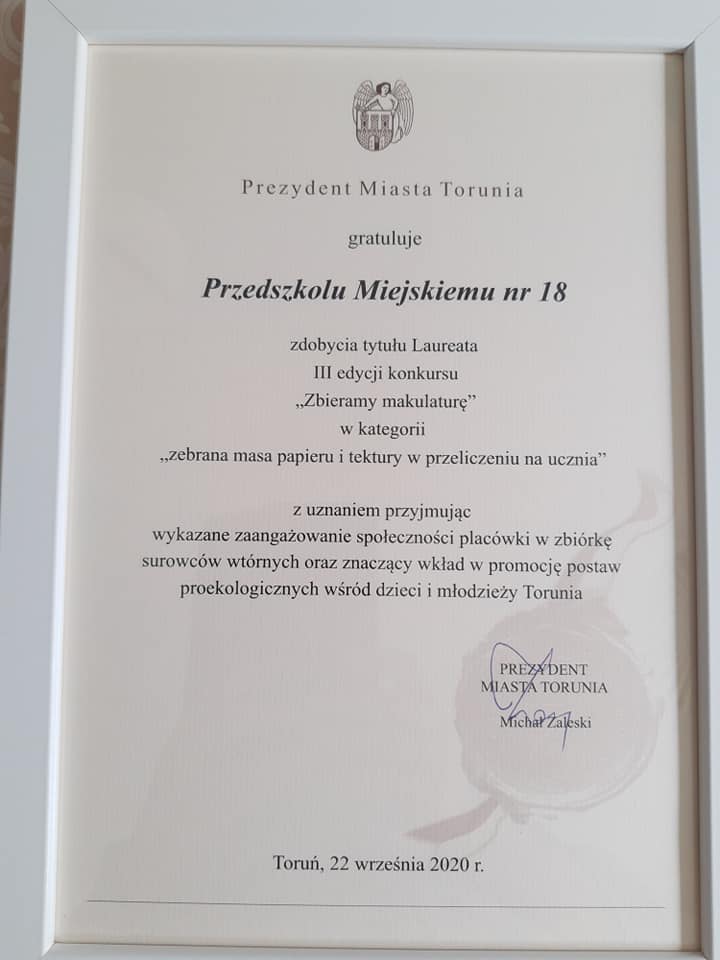 Prezydent Miasta Torunia
gratuluje
Przedszkolu Miejskiemu nr 18
zdobycia tytułu Laureata
III edycji konkursu
„Zbieramy makulaturę”
w kategorii
„zebrana masa papieru i tektury w przeliczeniu na ucznia”
z uznaniem przyjmując
wykazane zaangażowanie społeczności placówki w zbiórkę
surowców wtórnych oraz znaczący wkład w promocję postaw
proekologicznych wśród dzieci i młodzieży Torunia
PREZYDENT
MIASTA TORUNIA
Michał Zaleski
Toruń, 22 września 2020 r.